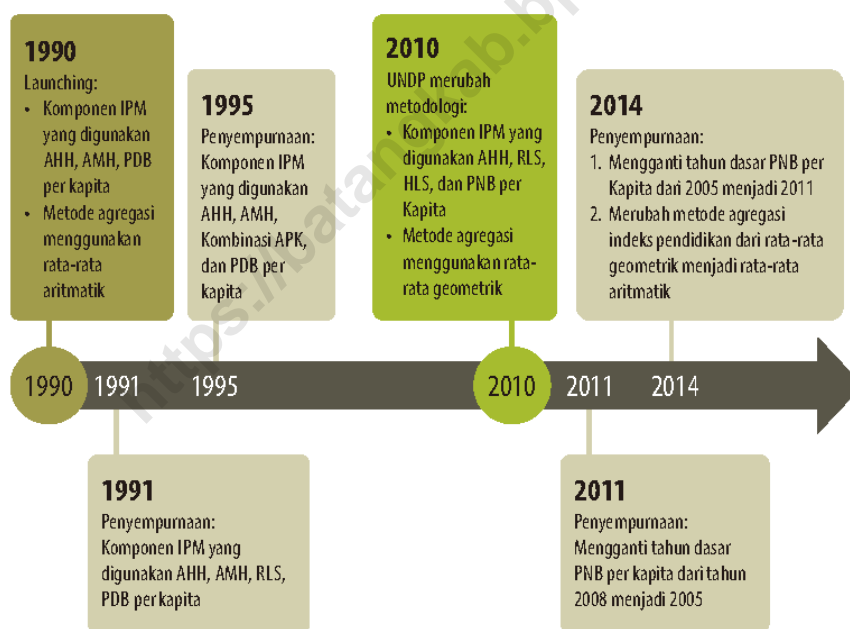 1990
Launching:
• Komponen IPM
yang digunakan
AHH, AMH, PDB
per kapita
• Metode agregasi
menggunakan
rata-rata
aritmatik
1995
Penyempurnaan:
Komponen IPM
yang digunakan
AHH, AMH,
Kombinasi APK,
dan PDB per
kapita
2010
UNDP merubah
metodologi:
• Komponen IPM yang
digunakan AHH, RLS,
HLS, dan PNB per
Kapita
• Metode agregasi
menggunakan rata-
rata geometrik
2014
Penyempurnaan:
1. Mengganti tahun dasar PNB per
Kapita dari 2005 menjadi 2011
2. Merubah metode agregasi
indeks pendidikan dari rata-rata
geometrik menjadi rata-rata
aritmatik
1990 1991 1995 2010 2011 2014
1991
Penyempurnaan:
Komponen IPM yang
digunakan AHH, AMH, RLS,
PDB per kapita
2011
Penyempurnaan:
Mengganti tahun dasar
PNB per kapita dari tahun
2008 menjadi 2005
https://batangkab.bp